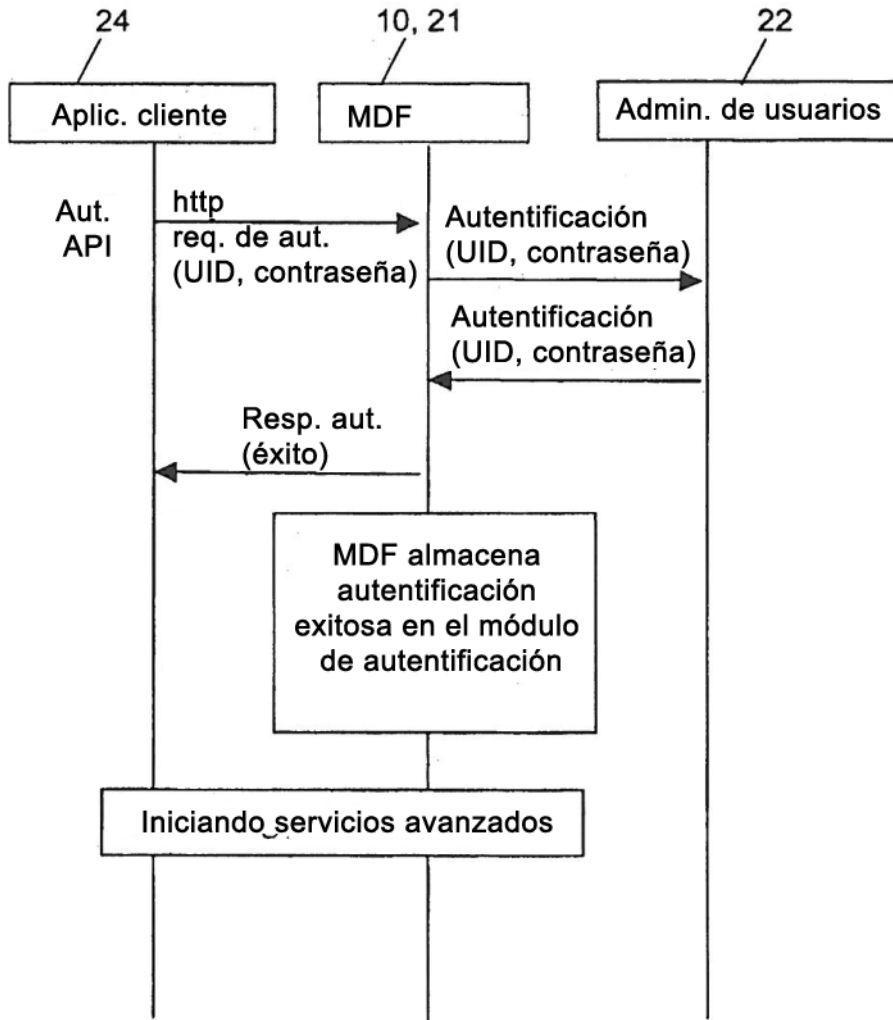 24
10, 21
22
Aplic. cliente
MDF
Admin. de usuarios
Aut.
API
http
req. de aut.
(UID, contraseña)
Autentificación
(UID, contraseña)
Autentificación
(UID, contraseña)
Resp. aut.
(éxito)
MDF almacena
autentificación
exitosa en el módulo
de autentificación
Iniciando servicios avanzados